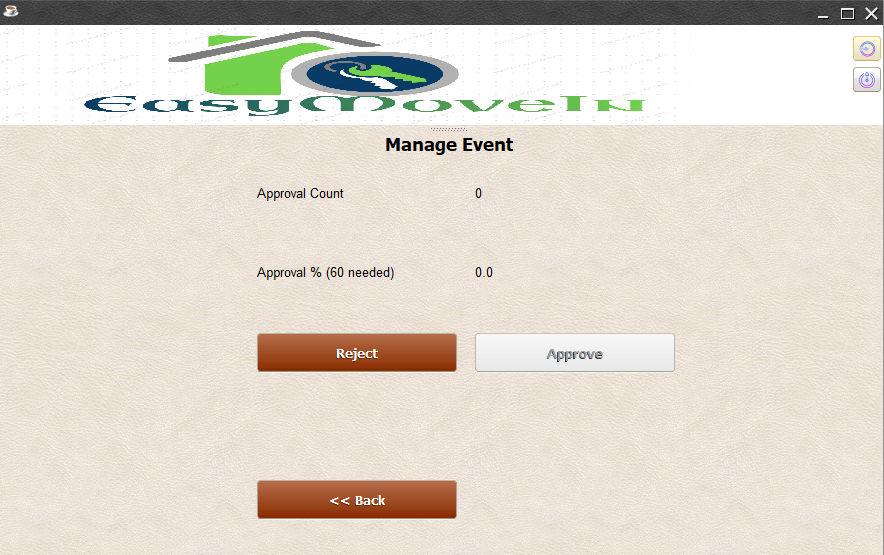 EasyMoveIn
Manage Event
Approval Count 0
Approval % (60 needed) 0.0
Reject Approve
<< Back